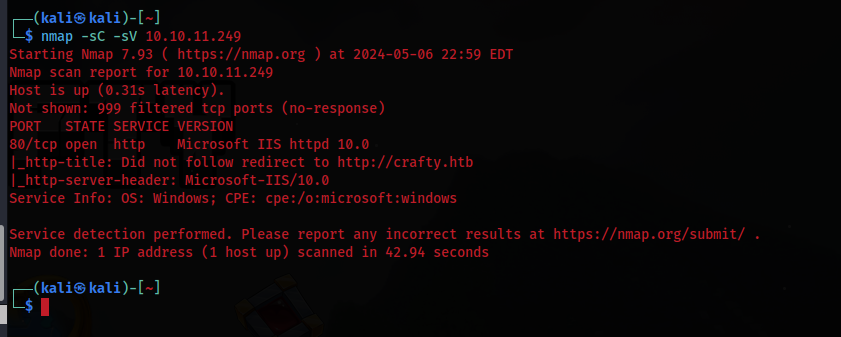 ┌──(kali㉿kali)-[~]
└─$ nmap -sC -sV 10.10.11.249
Starting Nmap 7.93 ( https://nmap.org ) at 2024-05-06 22:59 EDT
Nmap scan report for 10.10.11.249
Host is up (0.31s latency).
Not shown: 999 filtered tcp ports (no-response)
PORT   STATE SERVICE VERSION
80/tcp open  http    Microsoft IIS httpd 10.0
|_http-title: Did not follow redirect to http://crafty.htb
|_http-server-header: Microsoft-IIS/10.0
Service Info: OS: Windows; CPE: cpe:/o:microsoft:windows
Service detection performed. Please report any incorrect results at https://nmap.org/submit/ .
Nmap done: 1 IP address (1 host up) scanned in 42.94 seconds
┌──(kali㉿kali)-[~]
└─$